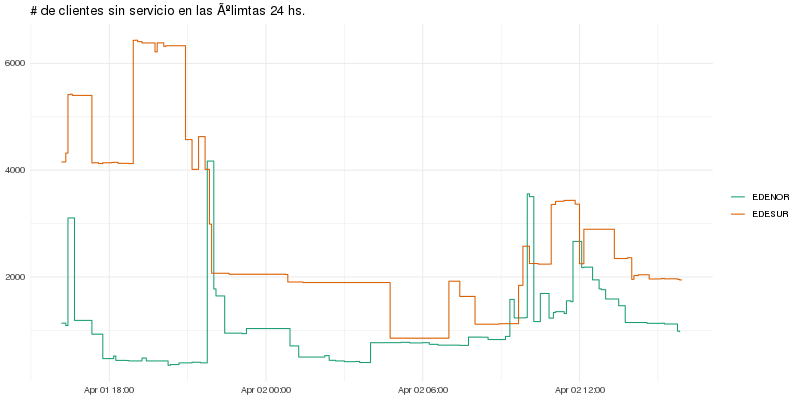 # de clientes sin servicio en las Ãºlimtas 24 hs.
6000
4000
2000
Apr 01 18:00
Apr 02 00:00
Apr 02 06:00
Apr 02 12:00
EDENOR
EDESUR